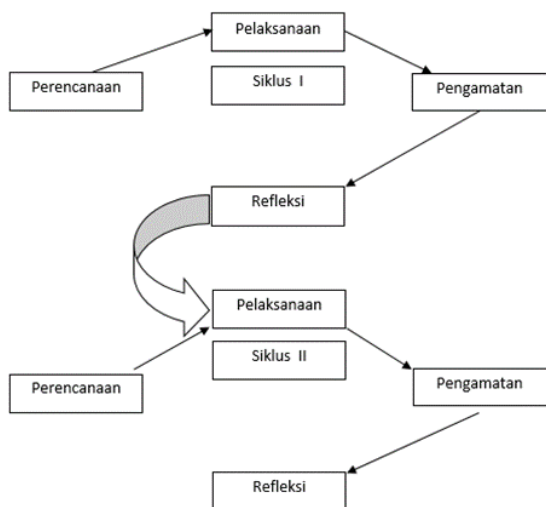 Pelaksanaan
Perencanaan
Siklus I
Pengamatan
Refleksi
Pelaksanaan
Siklus II
Perencanaan
Pengamatan
Refleksi